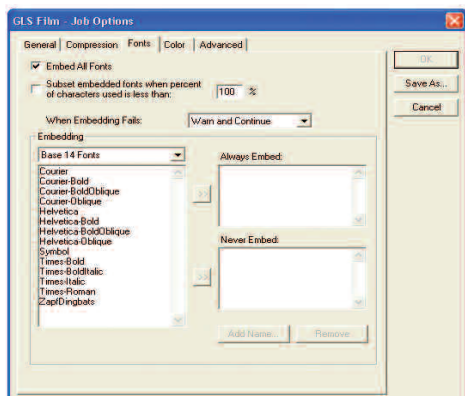 GLS Film - Job Options
General Compression Fonts Color Advanced
Embed All Fonts
OK
Subset embedded fonts when percent
of characters used is less than: 100 %
Save As...
Cancel
When Embedding Fails: Warn and Continue
Embedding
Base 14 Fonts
Always Embed:
Courier
Courier-Bold
Courier-BoldOblique
Courier-Oblique
Helvetica
Helvetica-Bold
Helvetica-BoldOblique
Helvetica-Oblique
Symbol
Times-Bold
Times-BoldItalic
Times-Italic
Times-Roman
ZapfDingbats
>>
Never Embed:
>>
Add Name...
Remove